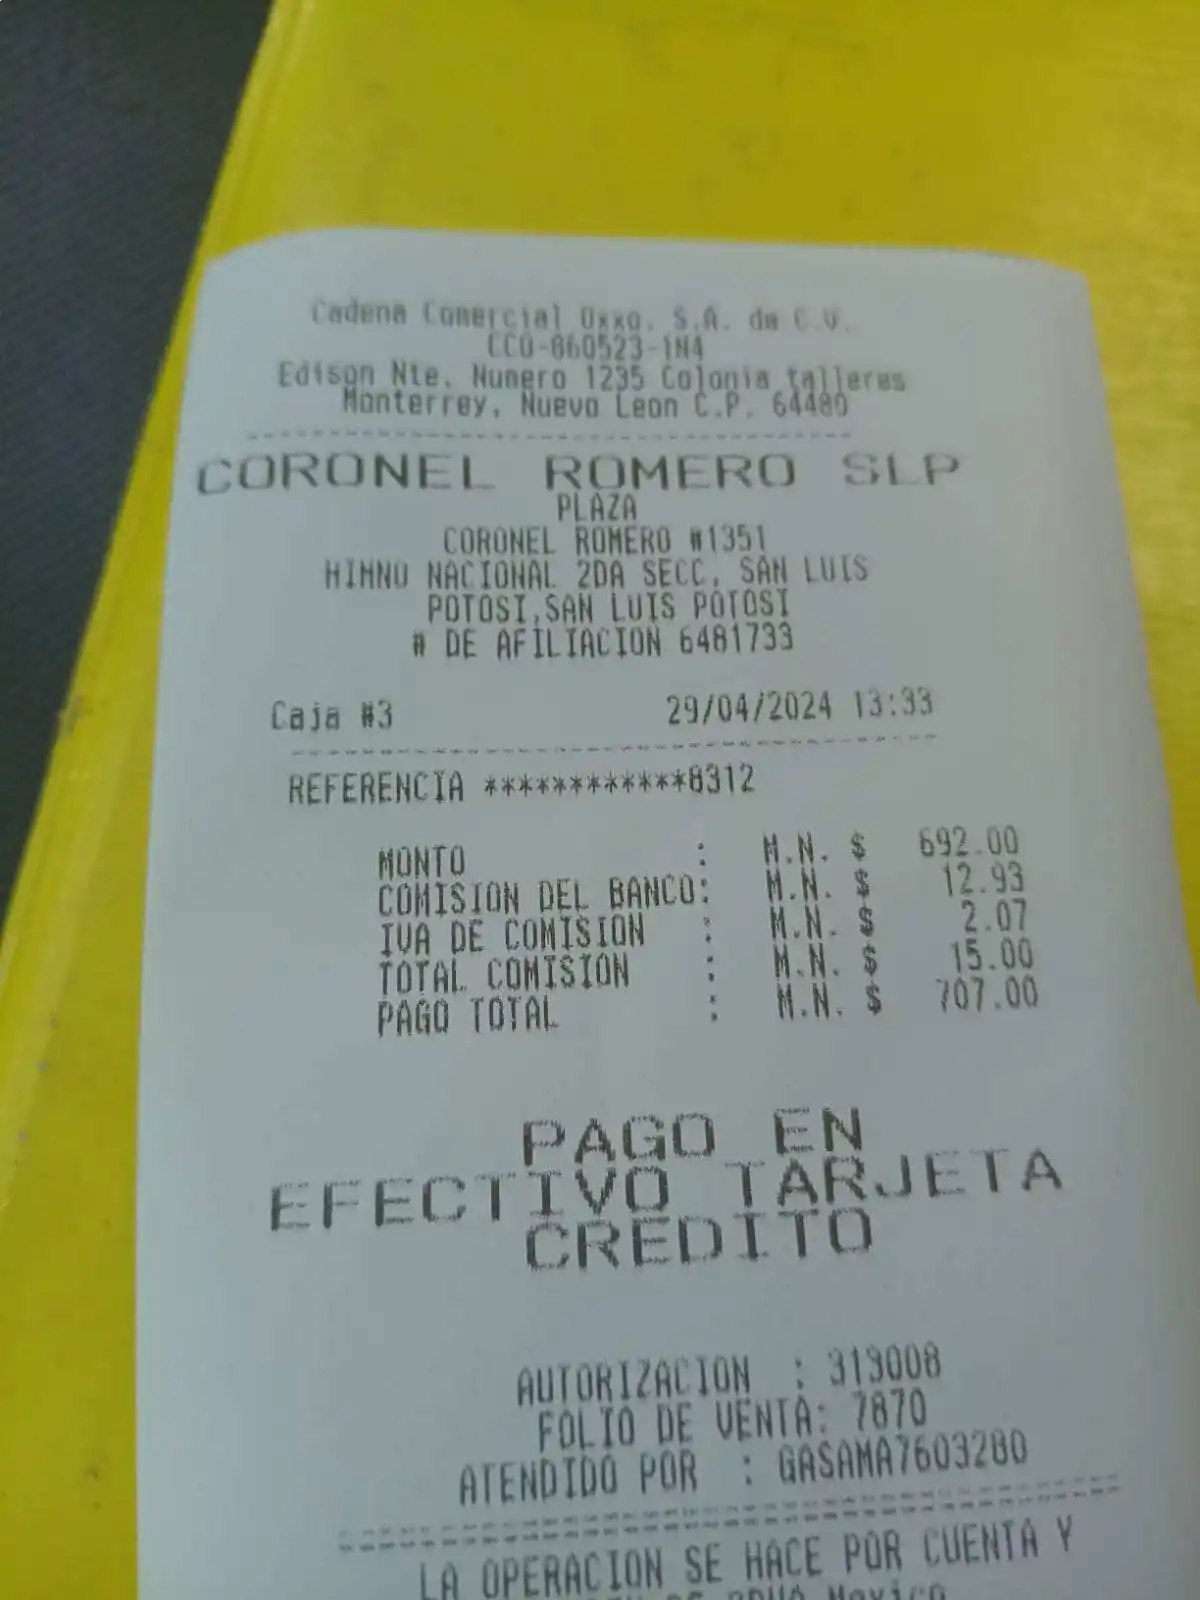 Cadena Comercial Oxxo. S.A. de C.V.
CCO-860523-1N4
Edison Nte. Numero 1235 Colonia talleres
Monterrey, Nuevo Leon C.P. 64480
CORONEL ROMERO SLP
PLAZA
CORONEL ROMERO #1351
HIMNO NACIONAL 2DA SECC, SAN LUIS
POTOSI,SAN LUIS POTOSI
# DE AFILIACION 6481733
Caja #3 29/04/2024 13:33
REFERENCIA ************8312
MONTO : M.N. $ 692.00
COMISION DEL BANCO: M.N. $ 12.93
IVA DE COMISION : M.N. $ 2.07
TOTAL COMISION : M.N. $ 15.00
PAGO TOTAL : M.N. $ 707.00
PAGO EN
EFECTIVO TARJETA
CREDITO
AUTORIZACION : 313008
FOLIO DE VENTA: 7870
ATENDIDO POR : GASAMA7603280
LA OPERACION SE HACE POR CUENTA Y
Mexico